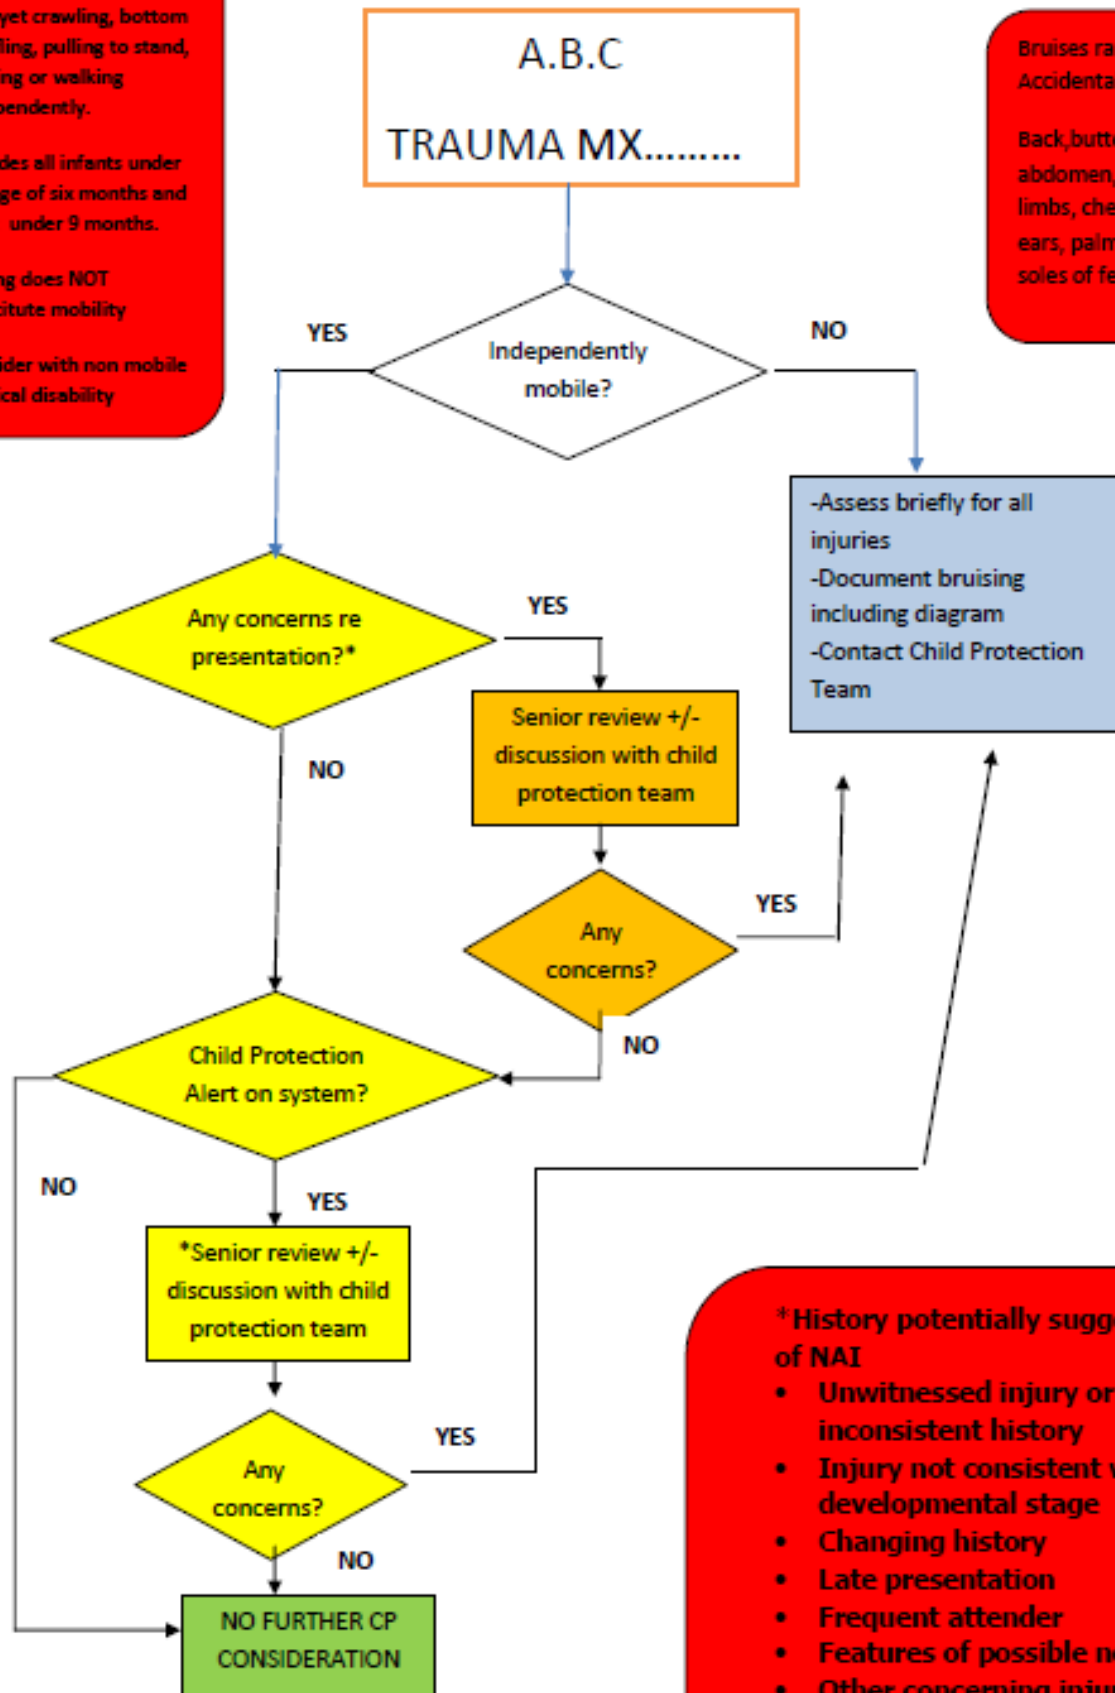 yet crawling, bottom
ling, pulling to stand,
ing or walking
pendently.
des all infants under
ge of six months and
under 9 months.
ng does NOT
titute mobility
ider with non mobile
ical disability
A.B.C
TRAUMA MX.........
Bruises ra
Accidenta
Back,butt
abdomen,
limbs, che
ears, palm
soles of fe
YES
Independently
mobile?
NO
-Assess briefly for all
injuries
-Document bruising
including diagram
-Contact Child Protection
Team
Any concerns re
presentation?*
YES
Senior review +/-
discussion with child
protection team
NO
Any
concerns?
YES
NO
Child Protection
Alert on system?
NO
YES
*Senior review +/-
discussion with child
protection team
Any
concerns?
YES
NO
NO FURTHER CP
CONSIDERATION
*History potentially sugge
of NAI
• Unwitnessed injury or
inconsistent history
• Injury not consistent
developmental stage
• Changing history
• Late presentation
• Frequent attender
• Features of possible n
• Other concerning inju